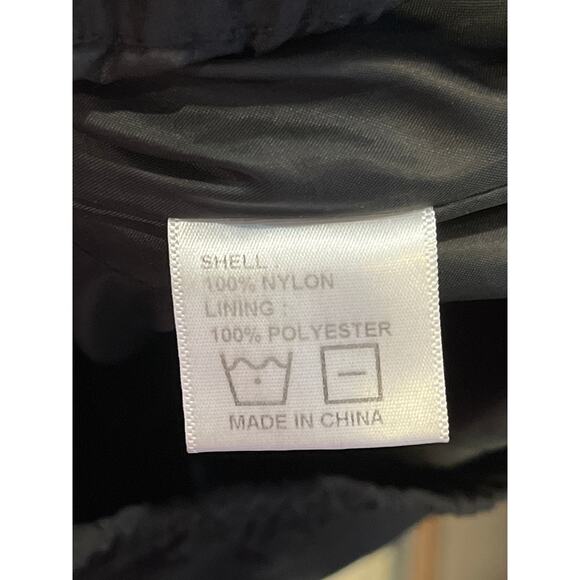 SHELL :
100% NYLON
LINING :
100% POLYESTER
MADE IN CHINA